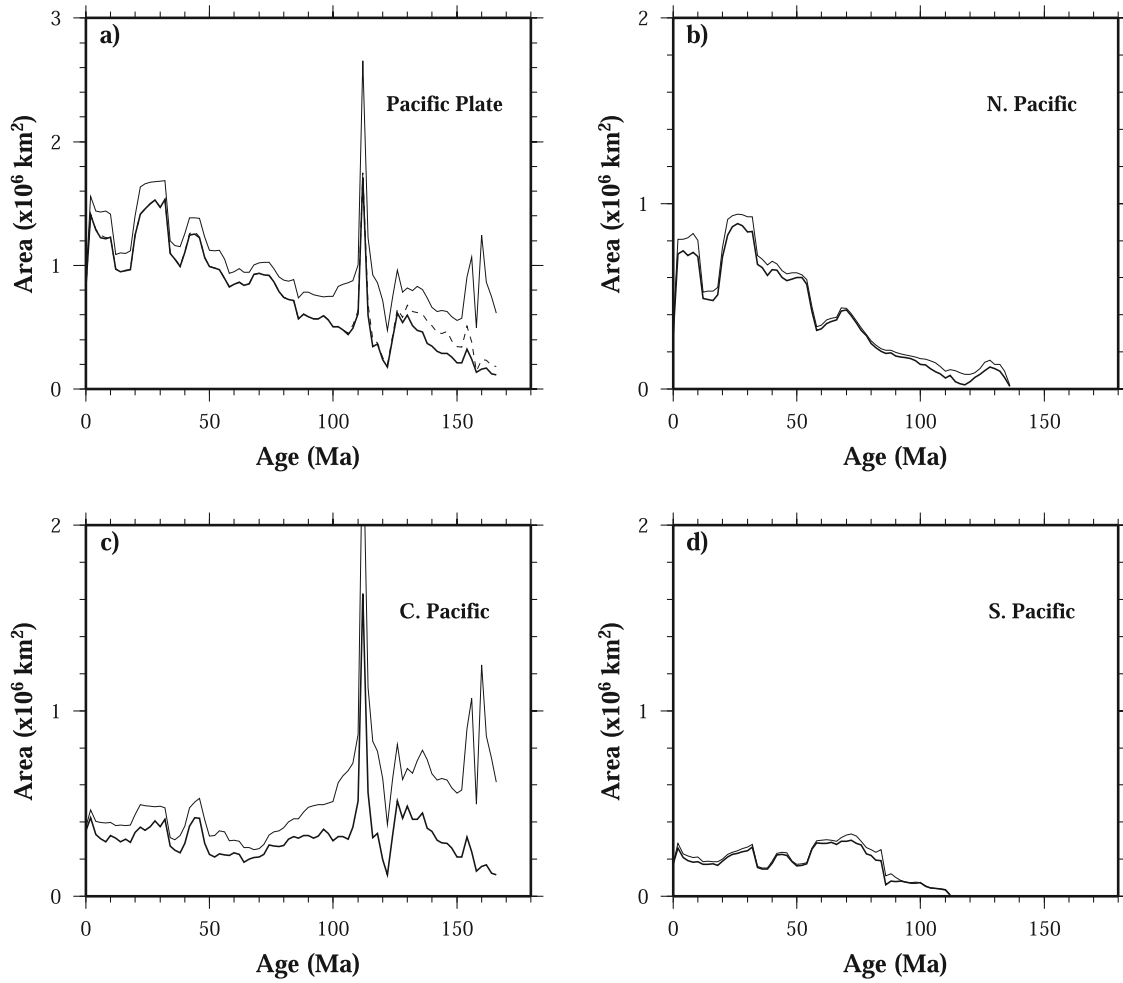 a)
Pacific Plate
3
2
1
0
Area (x10⁶ km²)
0 50 100 150
Age (Ma)
b)
N. Pacific
2
1
0
Area (x10⁶ km²)
0 50 100 150
Age (Ma)
c)
C. Pacific
2
1
0
Area (x10⁶ km²)
0 50 100 150
Age (Ma)
d)
S. Pacific
2
1
0
Area (x10⁶ km²)
0 50 100 150
Age (Ma)